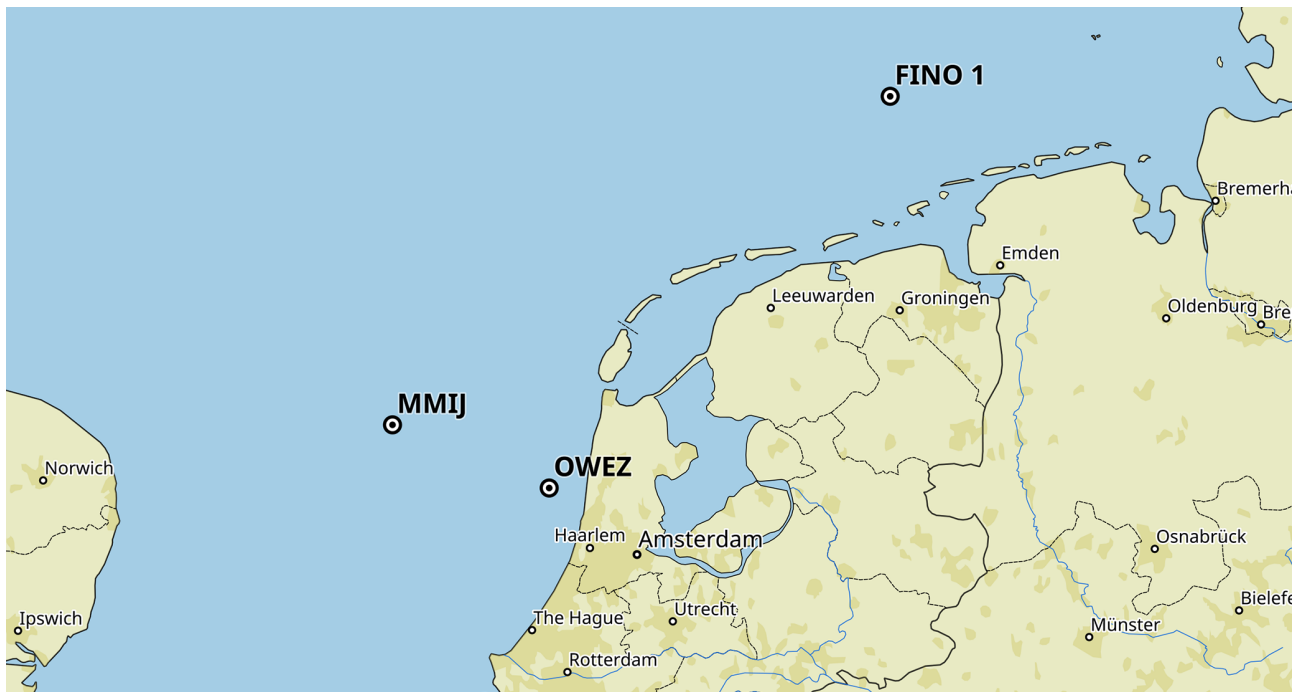 FINO 1
Bremerha
Emden
Leeuwarden
Groningen
Oldenburg
Bre
MMIJ
Norwich
OWEZ
Haarlem
Amsterdam
Osnabrück
Bielefe
Ipswich
The Hague
Utrecht
Münster
Rotterdam